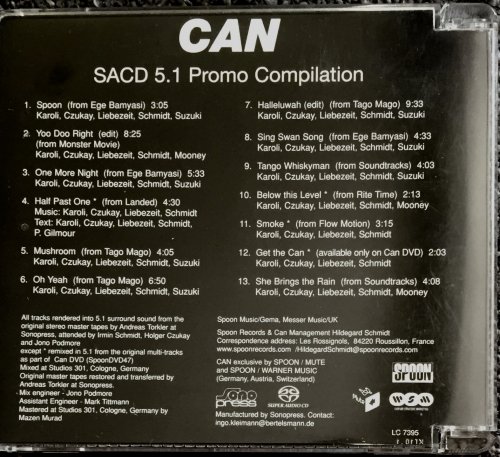 CAN
SACD 5.1 Promo Compilation
1. Spoon (from Ege Bamyasi) 3:05
Karoli, Czukay, Liebezeit, Schmidt, Suzuki
2. Yoo Doo Right (edit) 8:25
(from Monster Movie)
Karoli, Czukay, Liebezeit, Schmidt, Mooney
3. One More Night (from Ege Bamyasi) 5:33
Karoli, Czukay, Liebezeit, Schmidt, Suzuki
4. Half Past One * (from Landed) 4:30
Music: Karoli, Czukay, Liebezeit, Schmidt
Text: Karoli, Czukay, Liebezeit, Schmidt,
P. Gilmour
5. Mushroom (from Tago Mago) 4:05
Karoli, Czukay, Liebezeit, Schmidt, Suzuki
6. Oh Yeah (from Tago Mago) 6:50
Karoli, Czukay, Liebezeit, Schmidt, Suzuki
7. Halleluwah (edit) (from Tago Mago) 9:33
Karoli, Czukay, Liebezeit, Schmidt, Suzuki
8. Sing Swan Song (from Ege Bamyasi) 4:33
Karoli, Czukay, Liebezeit, Schmidt, Suzuki
9. Tango Whiskyman (from Soundtracks) 4:03
Karoli, Czukay, Liebezeit, Schmidt, Suzuki
10. Below this Level * (from Rite Time) 2:13
Karoli, Czukay, Liebezeit, Schmidt, Mooney
11. Smoke * (from Flow Motion) 3:15
Karoli, Czukay, Liebezeit, Schmidt
12. Get the Can * (available only on Can DVD) 2:03
Karoli, Czukay, Liebezeit, Schmidt
13. She Brings the Rain (from Soundtracks) 4:08
Karoli, Czukay, Liebezeit, Schmidt, Mooney
All tracks rendered into 5.1 surround sound from the
original stereo master tapes by Andreas Torkler at
Sonopress, attended by Irmin Schmidt, Holger Czukay
and Jono Podmore
except * remixed in 5.1 from the original multi-tracks
as part of Can DVD (SpoonDVD47)
Mixed at Studios 301, Cologne, Germany
Original master tapes restored and transferred by
Andreas Torkler at Sonopress.
- Mix engineer - Jono Podmore
Assistant Engineer - Mark Tittmann
Mastered at Studios 301, Cologne, Germany by
Mazen Murad
Spoon Music/Gema, Messer Music/UK
Spoon Records & Can Management Hildegard Schmidt
Correspondence address: Les Rossignols, 84220 Roussillon, France
www.spoonrecords /HildegardSchmidt@spoonrecords.com
CAN exclusive by SPOON / MUTE
and SPOON / WARNER MUSIC
(Germany, Austria, Switzerland)
sono
press
SUPER AUDIO CD
Manufactured by Sonopress. Contact:
ingo.kleimann@bertelsmann.de
SPOON
Mute
LC 7395